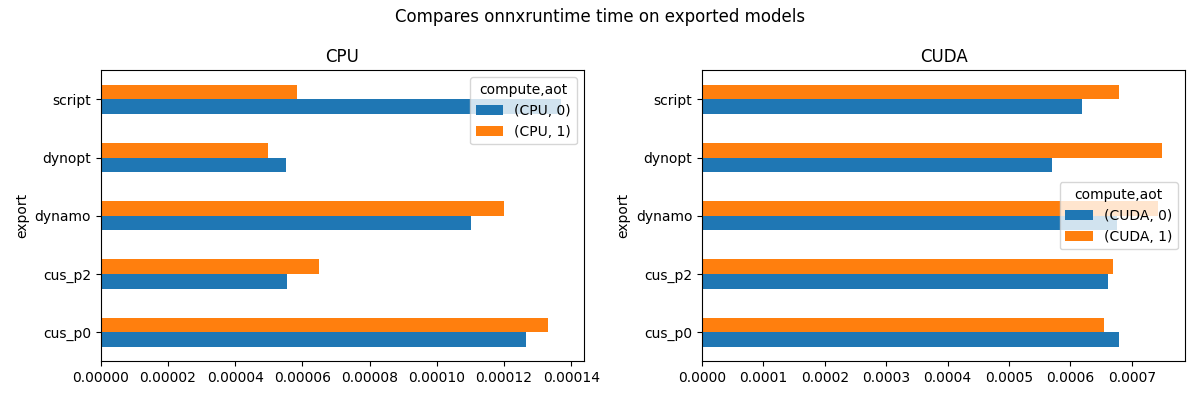 Compares onnxruntime time on exported models
CPU
export
script
dynopt
dynamo
cus_p2
cus_p0
compute,aot
(CPU, 0)
(CPU, 1)
0.00000 0.00002 0.00004 0.00006 0.00008 0.00010 0.00012 0.00014
CUDA
export
script
dynopt
dynamo
cus_p2
cus_p0
compute,aot
(CUDA, 0)
(CUDA, 1)
0.0000 0.0001 0.0002 0.0003 0.0004 0.0005 0.0006 0.0007